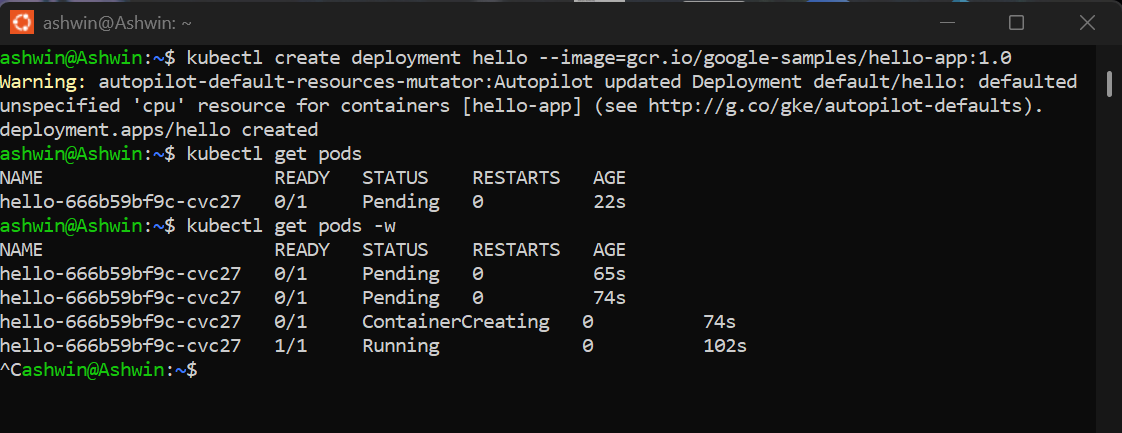 ashwin@Ashwin: ~
ashwin@Ashwin:~$ kubectl create deployment hello --image=gcr.io/google-samples/hello-app:1.0
Warning: autopilot-default-resources-mutator:Autopilot updated Deployment default/hello: defaulted
unspecified 'cpu' resource for containers [hello-app] (see http://g.co/gke/autopilot-defaults).
deployment.apps/hello created
ashwin@Ashwin:~$ kubectl get pods
NAME                     READY   STATUS    RESTARTS   AGE
hello-666b59bf9c-cvc27   0/1     Pending   0          22s
ashwin@Ashwin:~$ kubectl get pods -w
NAME                     READY   STATUS    RESTARTS   AGE
hello-666b59bf9c-cvc27   0/1     Pending   0          65s
hello-666b59bf9c-cvc27   0/1     Pending   0          74s
hello-666b59bf9c-cvc27   0/1     ContainerCreating   0          74s
hello-666b59bf9c-cvc27   1/1     Running             0          102s
^Cashwin@Ashwin:~$